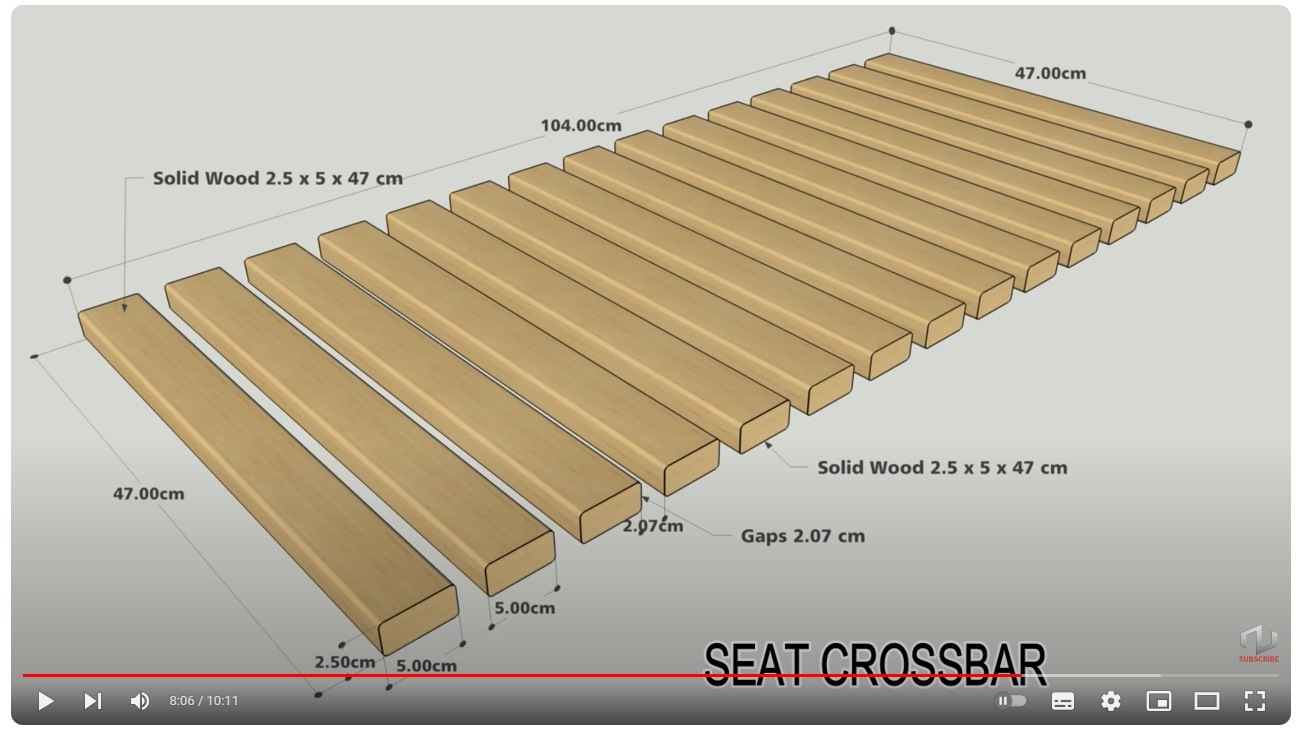 47.00cm
104.00cm
Solid Wood 2.5 x 5 x 47 cm
Solid Wood 2.5 x 5 x 47 cm
47.00cm
2.07cm
Gaps 2.07 cm
5.00cm
2.50cm
5.00cm
SEAT CROSSBAR
SUBSCRIBE
8:06 / 10:11